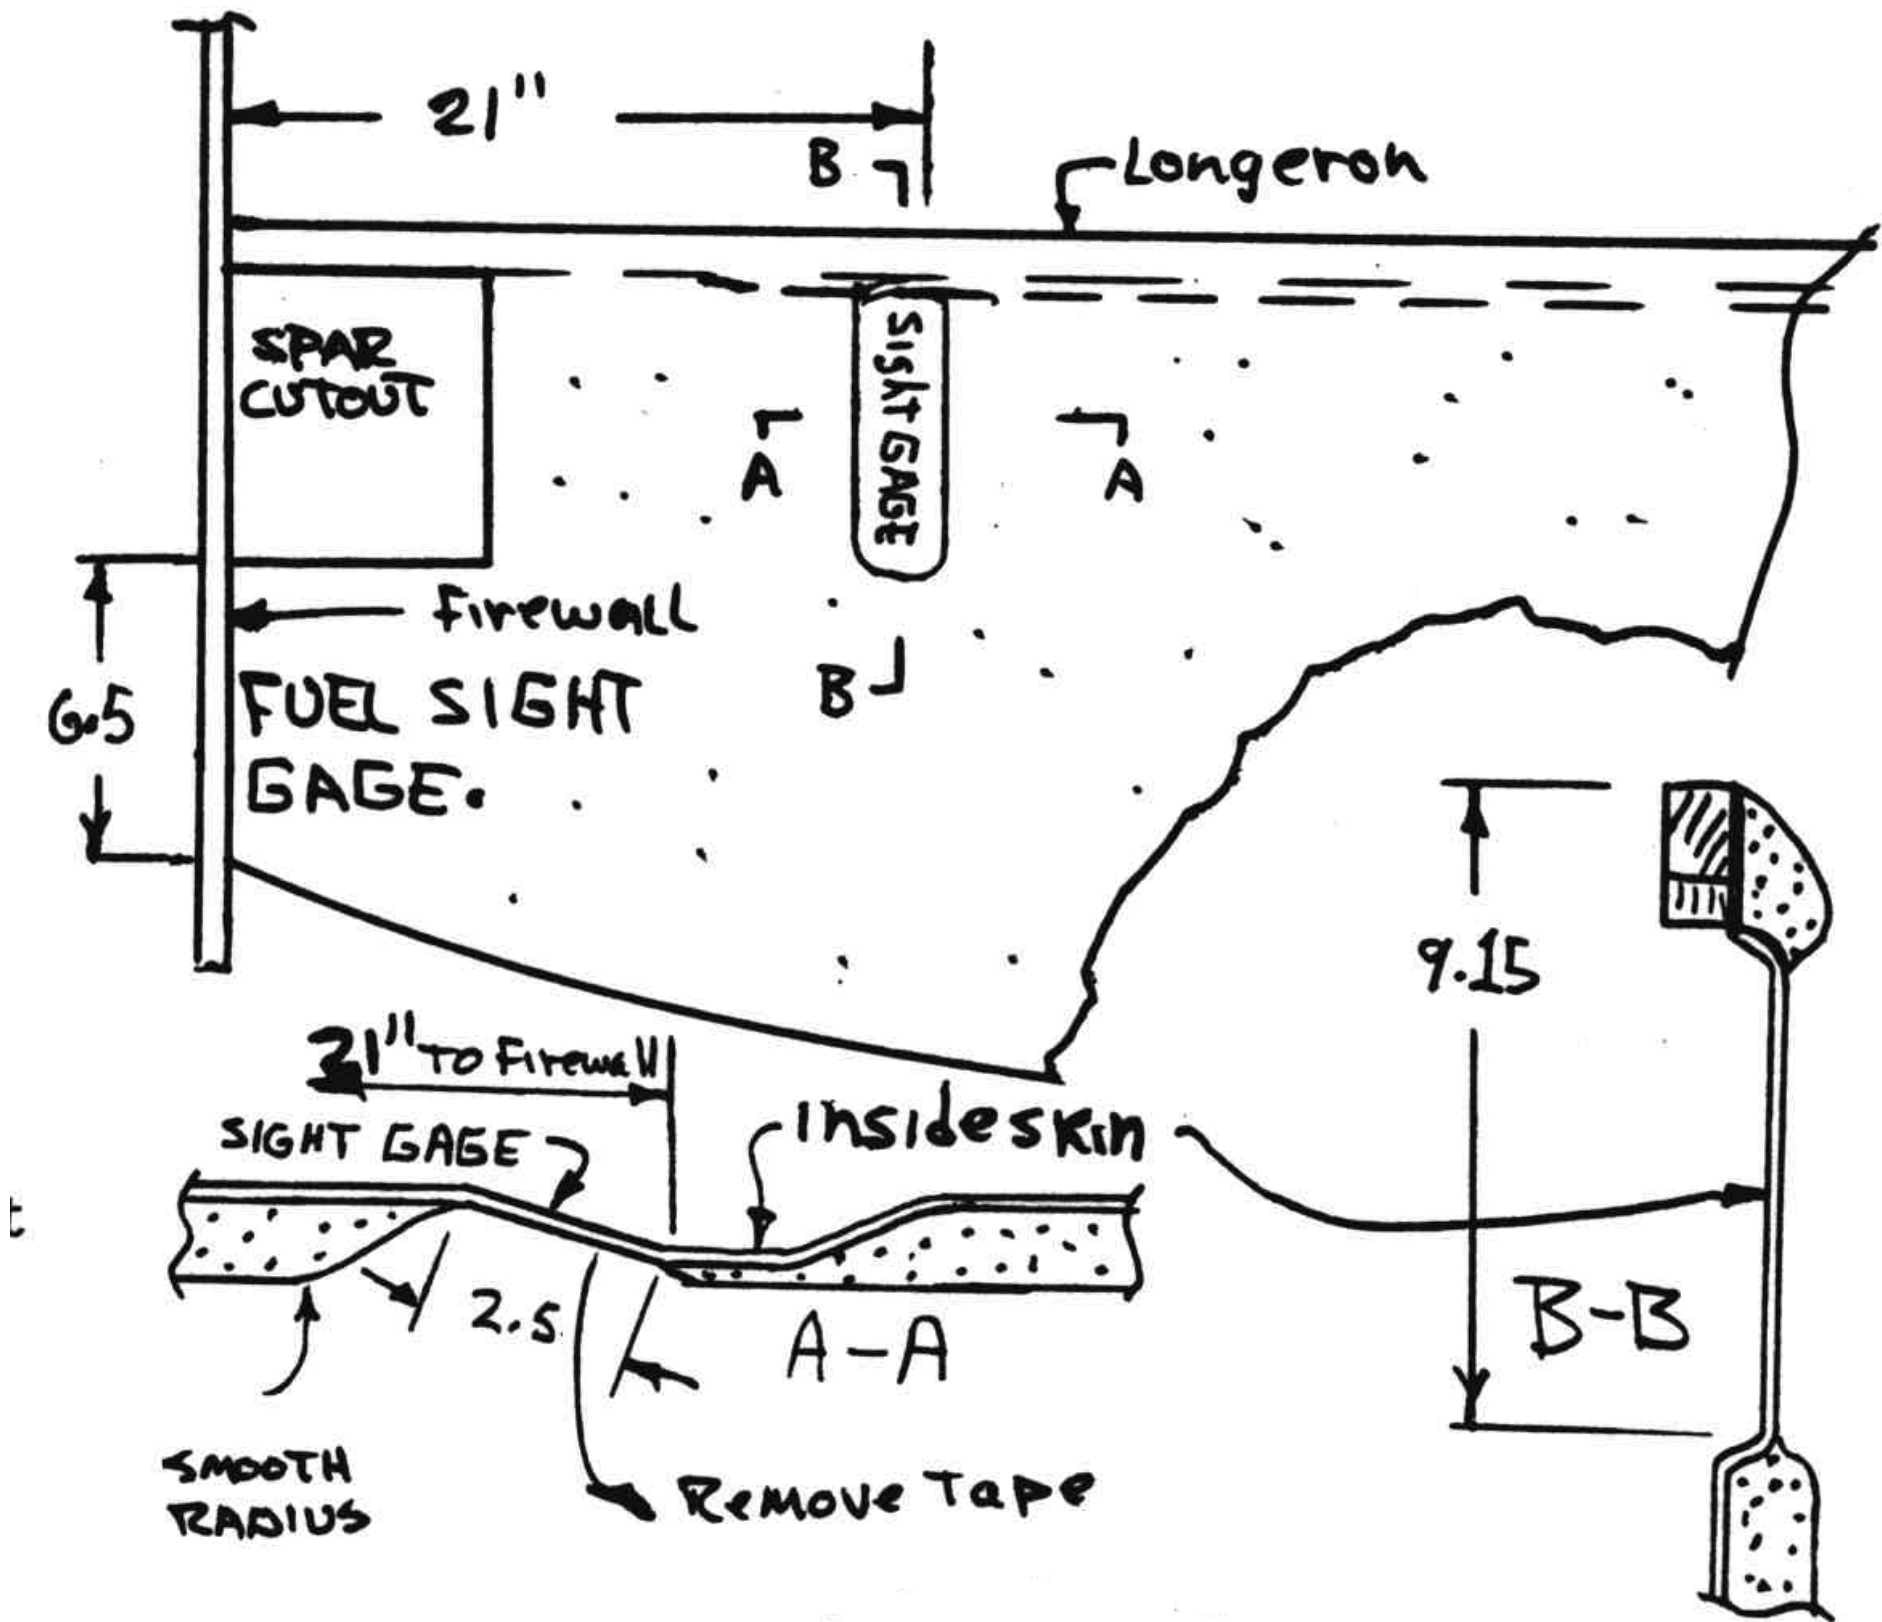 21"
B
Longeron
SPAR
CUTOUT
Sight GAGE
A
A
Firewall
6.5
FUEL SIGHT
GAGE.
B
9.15
21" TO Firewall
SIGHT GAGE
Inside skin
2.5
A-A
B-B
SMOOTH
RADIUS
Remove Tape
t